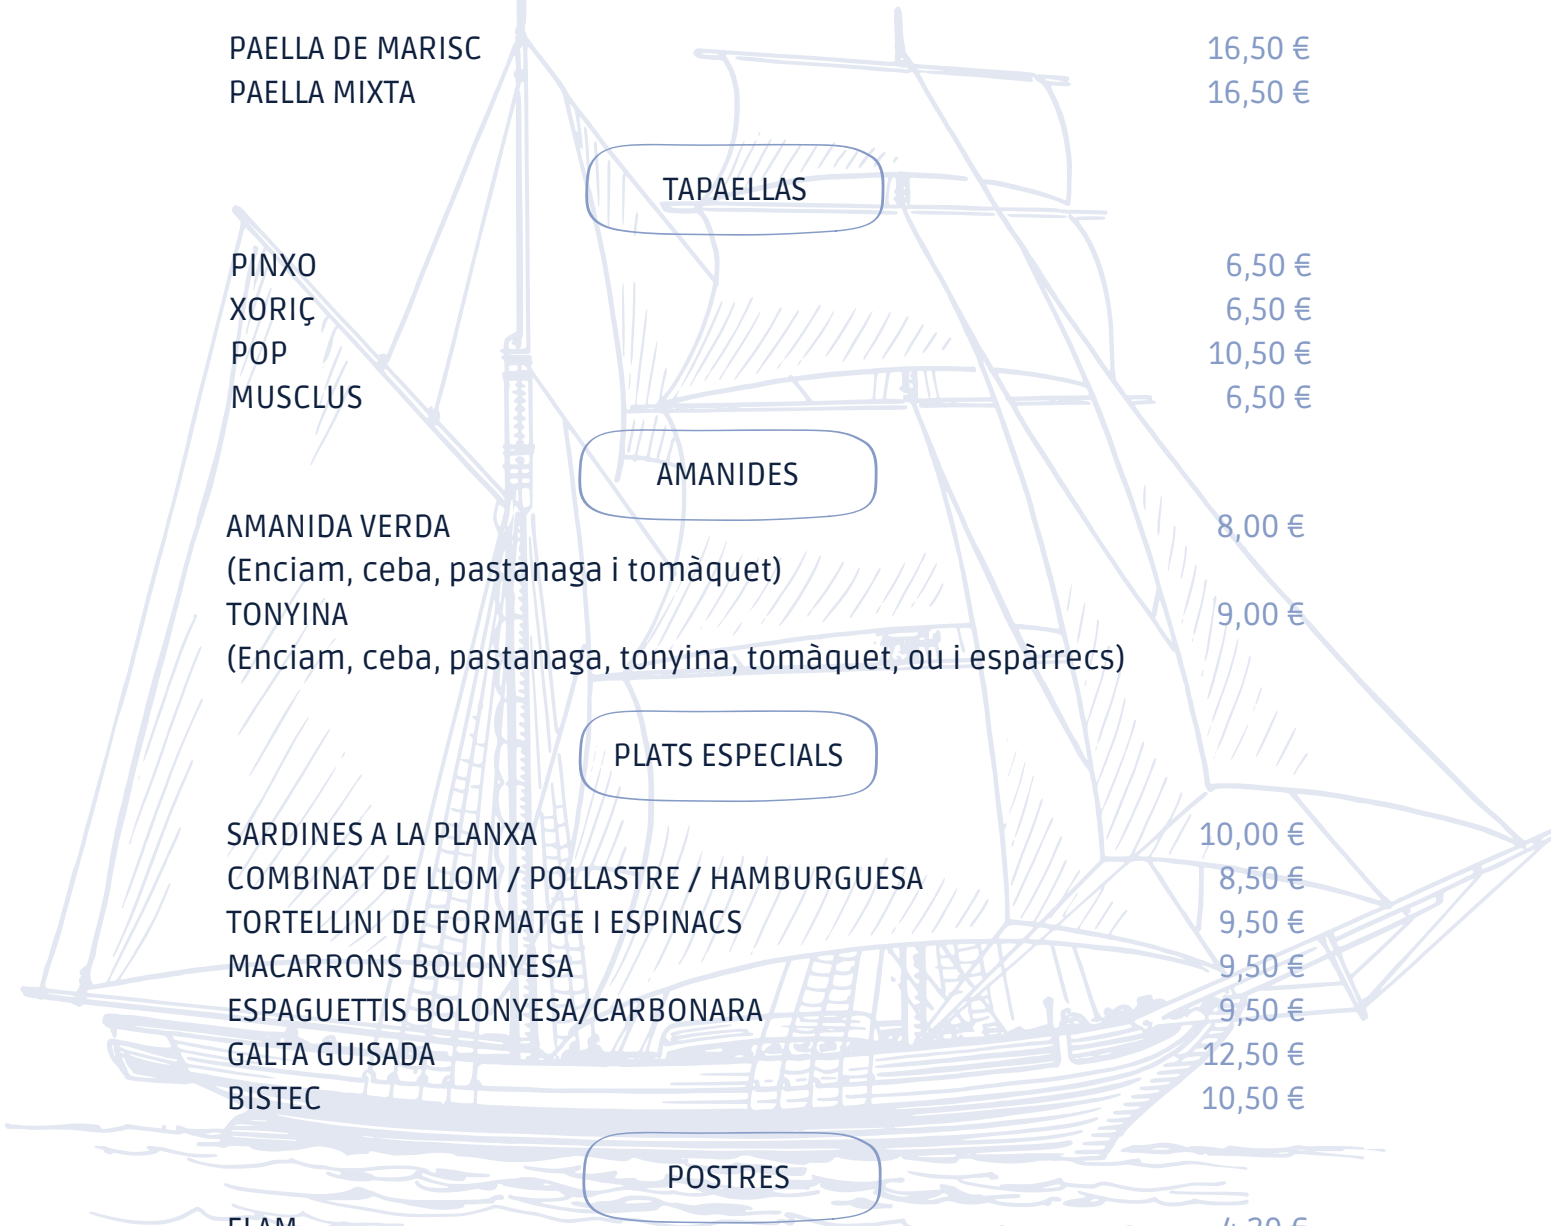 PAELLA DE MARISC 16,50 €
PAELLA MIXTA 16,50 €
TAPAELLAS
PINXO 6,50 €
XORIÇ 6,50 €
POP 10,50 €
MUSCLUS 6,50 €
AMANIDES
AMANIDA VERDA 8,00 €
(Enciam, ceba, pastanaga i tomàquet)
TONYINA 9,00 €
(Enciam, ceba, pastanaga, tonyina, tomàquet, ou i espàrrecs)
PLATS ESPECIALS
SARDINES A LA PLANXA 10,00 €
COMBINAT DE LLOM / POLLASTRE / HAMBURGUESA 8,50 €
TORTELLINI DE FORMATGE I ESPINACS 9,50 €
MACARRONS BOLONYESA 9,50 €
ESPAGUETTIS BOLONYESA/CARBONARA 9,50 €
GALTA GUISADA 12,50 €
BISTEC 10,50 €
POSTRES